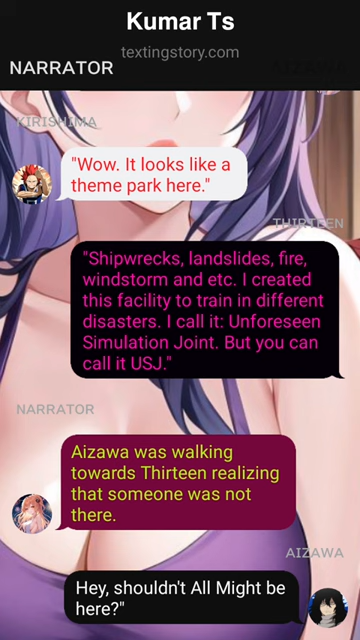 Kumar Ts
textingstory.com
NARRATOR
AIZAWA
KIRISHIMA
"Wow. It looks like a
theme park here."
THIRTEEN
"Shipwrecks, landslides, fire,
windstorm and etc. I created
this facility to train in different
disasters. I call it: Unforeseen
Simulation Joint. But you can
call it USJ."
NARRATOR
Aizawa was walking
towards Thirteen realizing
that someone was not
there.
AIZAWA
Hey, shouldn't All Might be
here?"